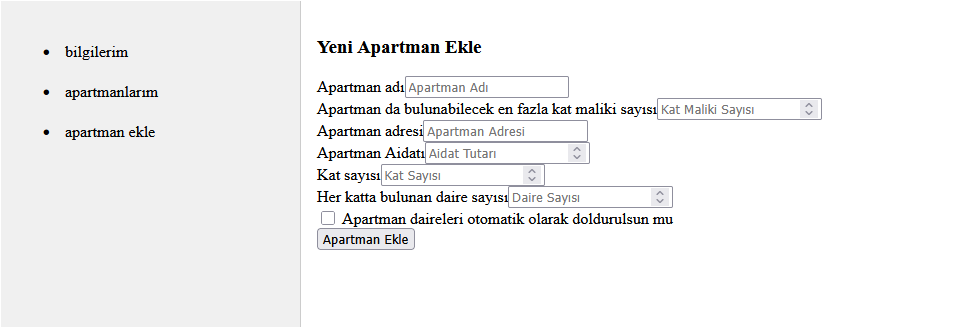 bilgilerim
apartmanlarım
apartman ekle
Yeni Apartman Ekle
Apartman adı Apartman Adı
Apartman da bulunabilecek en fazla kat maliki sayısı Kat Maliki Sayısı
Apartman adresi Apartman Adresi
Apartman Aidatı Aidat Tutarı
Kat sayısı Kat Sayısı
Her katta bulunan daire sayısı Daire Sayısı
Apartman daireleri otomatik olarak doldurulsun mu
Apartman Ekle